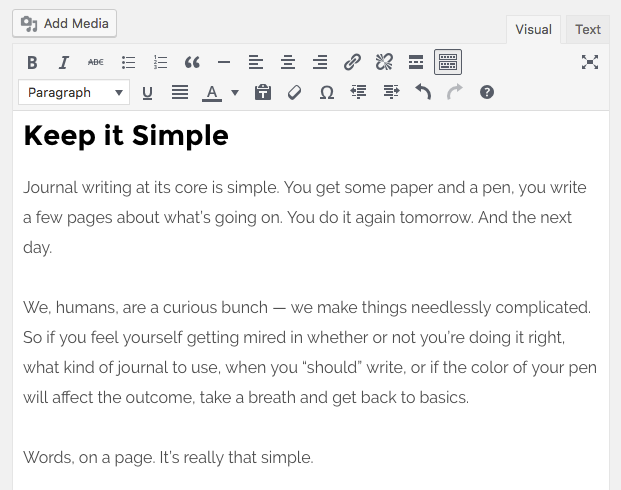 Add Media
Visual Text
B I ABC
Paragraph U A Ω ?
Keep it Simple
Journal writing at its core is simple. You get some paper and a pen, you write
a few pages about what’s going on. You do it again tomorrow. And the next
day.
We, humans, are a curious bunch — we make things needlessly complicated.
So if you feel yourself getting mired in whether or not you’re doing it right,
what kind of journal to use, when you “should” write, or if the color of your pen
will affect the outcome, take a breath and get back to basics.
Words, on a page. It’s really that simple.